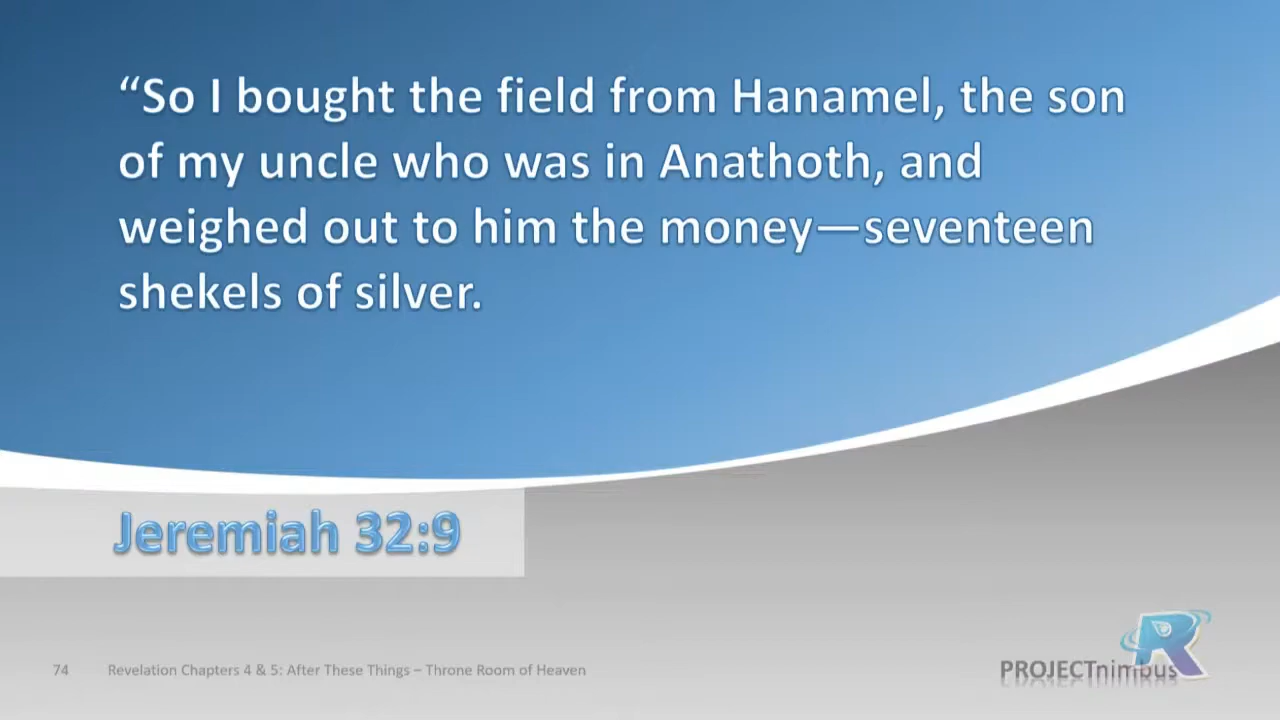 “So I bought the field from Hanamel, the son
of my uncle who was in Anathoth, and
weighed out to him the money—seventeen
shekels of silver.
Jeremiah 32:9
74 Revelation Chapters 4 & 5: After These Things – Throne Room of Heaven
R
PROJECTnimbus